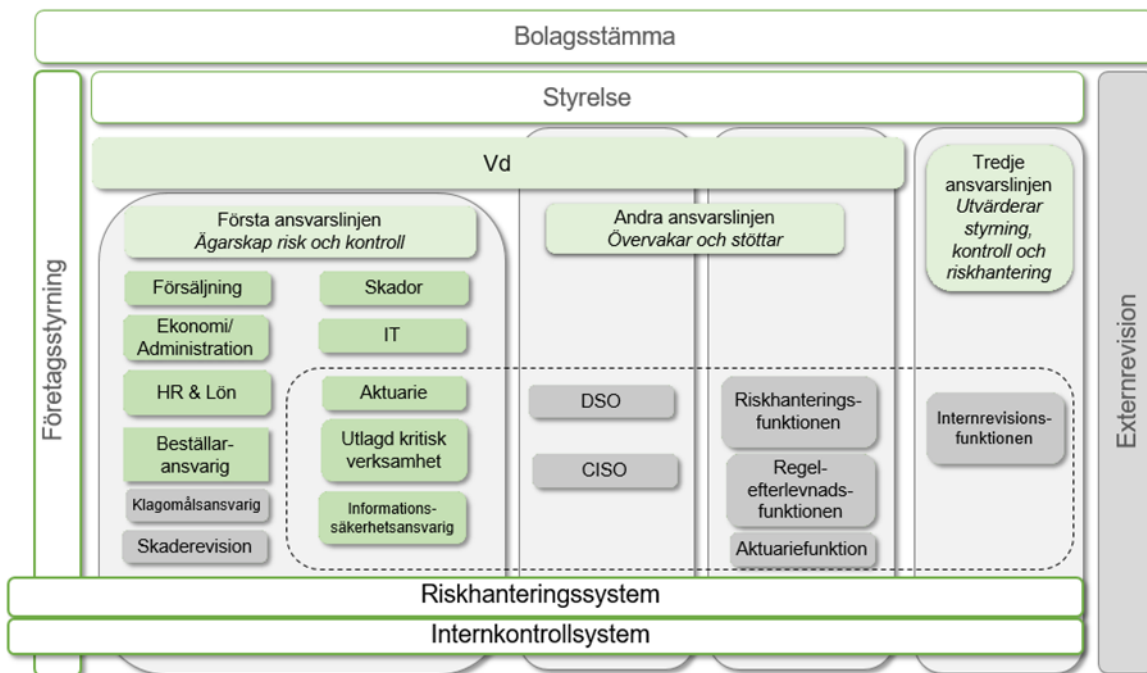 Bolagsstämma
Styrelse
Företagsstyrning
Externrevision
Vd
Första ansvarslinjen
Ägarskap risk och kontroll
Försäljning
Ekonomi/
Administration
HR & Lön
Beställar-
ansvarig
Klagomålsansvarig
Skaderevision
Skador
IT
Aktuarie
Utlagd kritisk
verksamhet
Informations-
säkerhetsansvarig
Andra ansvarslinjen
Övervakar och stöttar
DSO
CISO
Riskhanterings-
funktionen
Regel-
efterlevnads-
funktionen
Aktuariefunktion
Tredje
ansvarslinjen
Utvärderar
styrning,
kontroll och
riskhantering
Internrevisions-
funktionen
Riskhanteringssystem
Internkontrollsystem